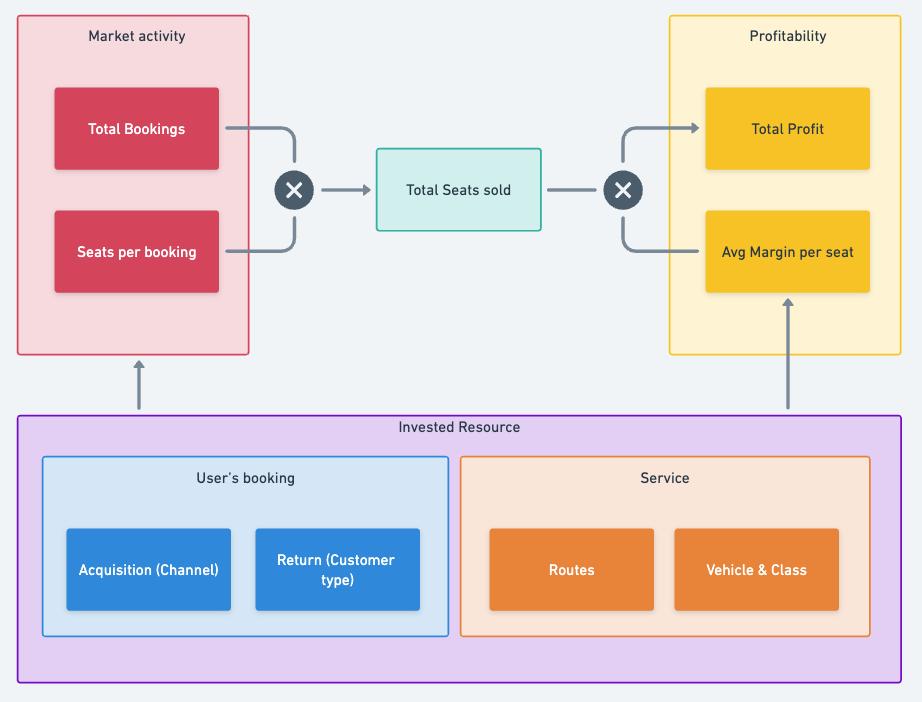 Market activity
Profitability
Total Bookings
Total Profit
Total Seats sold
Seats per booking
Avg Margin per seat
Invested Resource
User's booking
Service
Acquisition (Channel)
Return (Customer
type)
Routes
Vehicle & Class